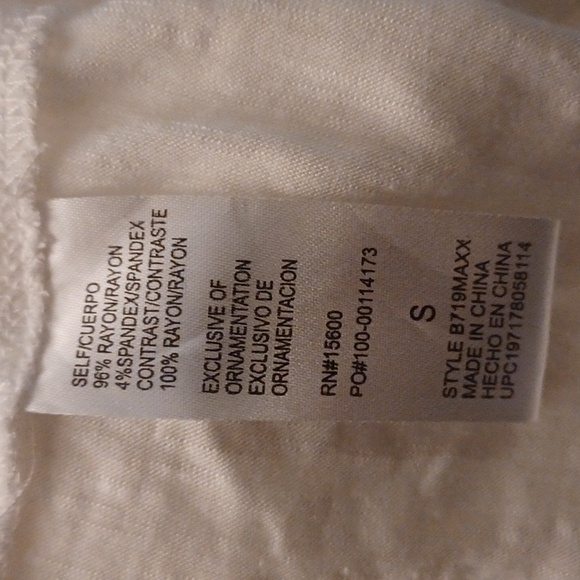 SELF/CUERPO
96% RAYON/RAYON
4%SPANDEX/SPANDEX
CONTRAST/CONTRASTE
100% RAYON/RAYON
EXCLUSIVE OF
ORNAMENTATION
EXCLUSIVO DE
ORNAMENTACION
RN#15600
PO#100-00114173
S
STYLE B719MAXX
MADE IN CHINA
HECHO EN CHINA
UPC197178058114